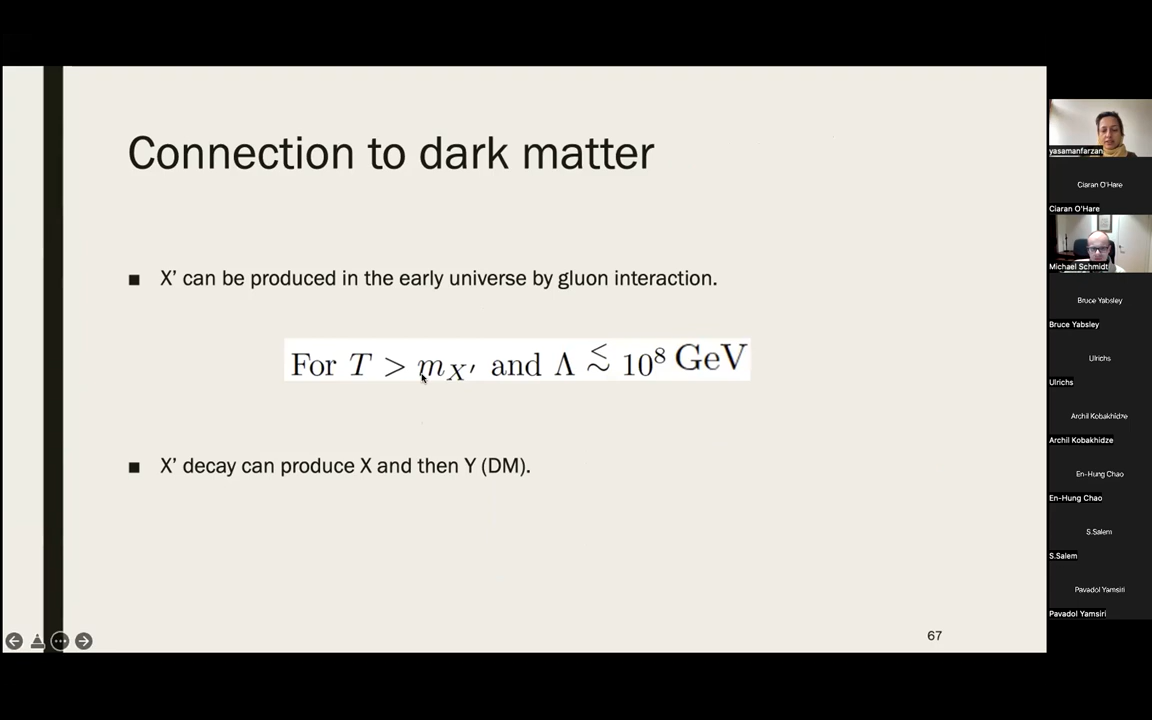 Connection to dark matter
■ X’ can be produced in the early universe by gluon interaction.
For T > m_{X'} and Λ ≲ 10^8 GeV
■ X’ decay can produce X and then Y (DM).
67
yasamanfarzan
Ciaran O'Hare
Ciaran O'Hare
Michael Schmidt
Bruce Yabsley
Bruce Yabsley
Ulrichs
Ulrichs
Archil Kobakhidze
Archil Kobakhidze
En-Hung Chao
En-Hung Chao
S.Salem
S.Salem
Pavadol Yamsiri
Pavadol Yamsiri